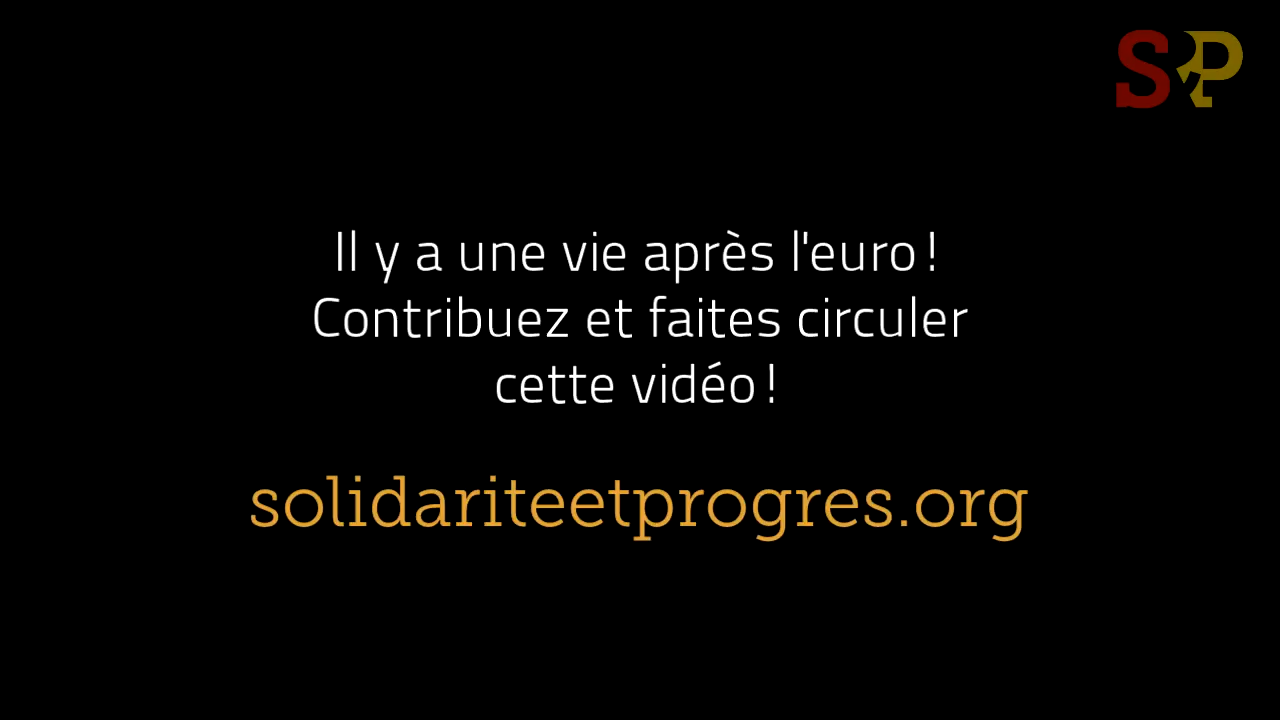 S&P
Il y a une vie après l'euro !
Contribuez et faites circuler
cette vidéo !
solidariteetprogres.org